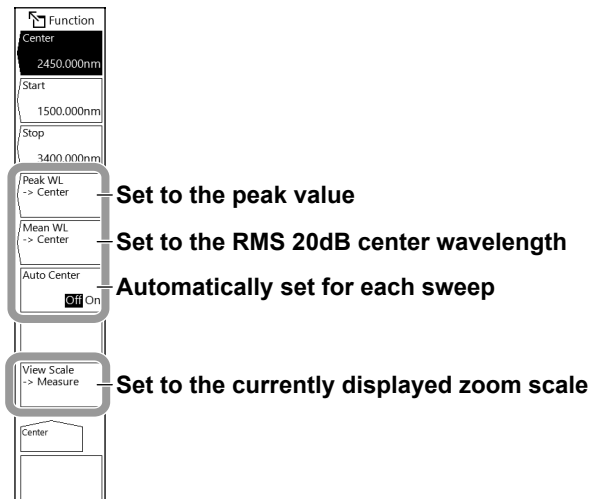 Function
Center
2450.000nm
Start
1500.000nm
Stop
3400.000nm
Peak WL
-> Center
Set to the peak value
Mean WL
-> Center
Set to the RMS 20dB center wavelength
Auto Center
Off On
Automatically set for each sweep
View Scale
-> Measure
Set to the currently displayed zoom scale
Center